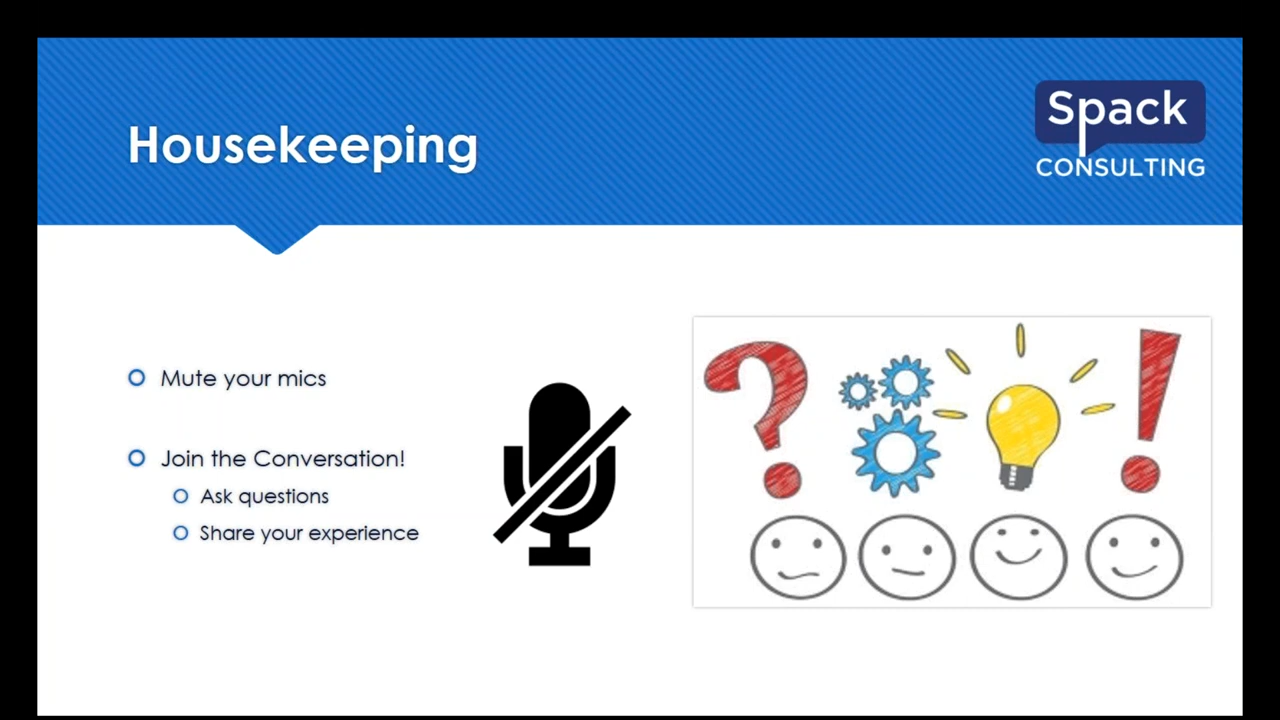 Housekeeping
Spack
CONSULTING
Mute your mics
Join the Conversation!
Ask questions
Share your experience
? !